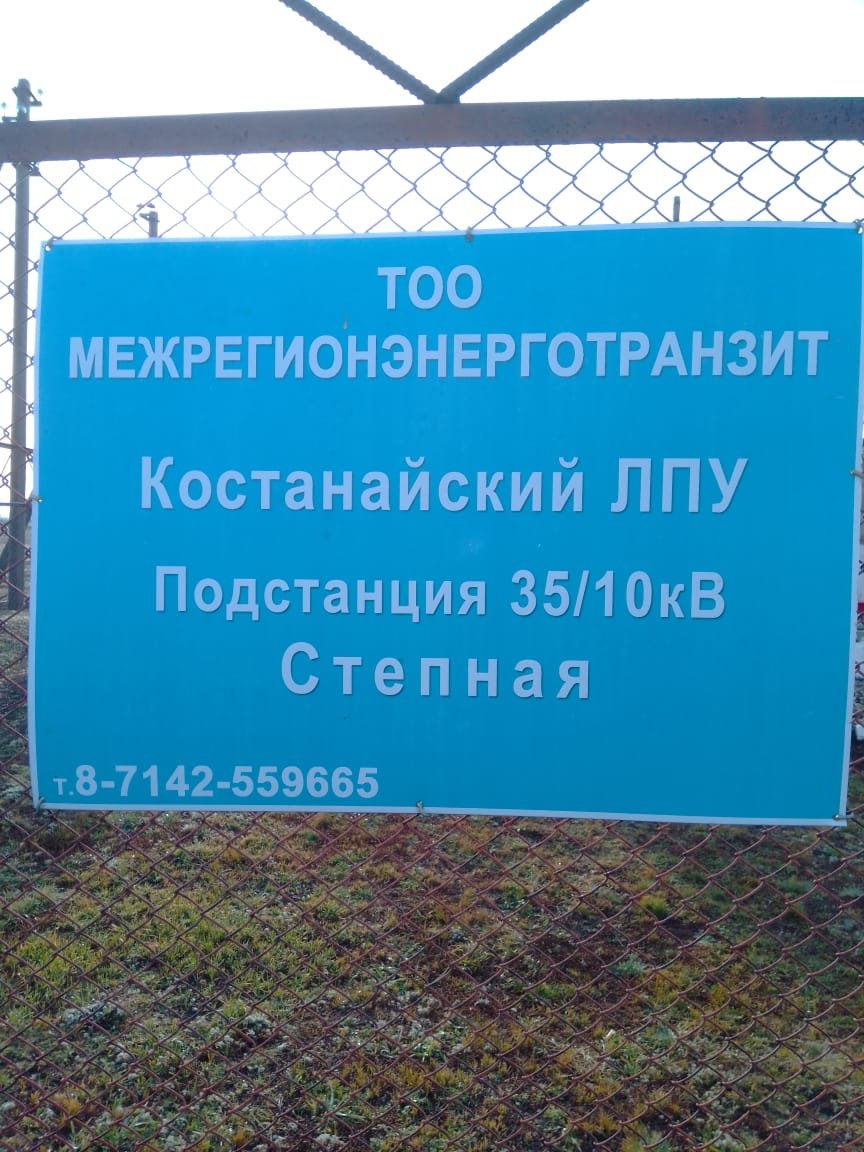 ТОО
МЕЖРЕГИОНЭНЕРГОТРАНЗИТ
Костанайский ЛПУ
Подстанция 35/10кВ
Степная
т.8-7142-559665